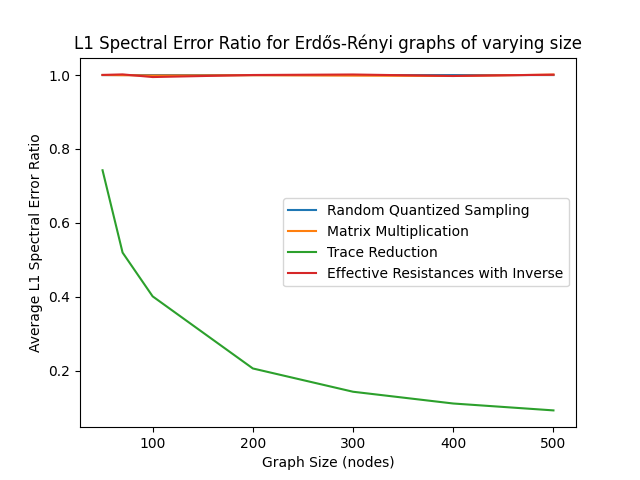 L1 Spectral Error Ratio for Erdős-Rényi graphs of varying size
1.0
0.8
0.6
0.4
0.2
Average L1 Spectral Error Ratio
Random Quantized Sampling
Matrix Multiplication
Trace Reduction
Effective Resistances with Inverse
100
200
300
400
500
Graph Size (nodes)